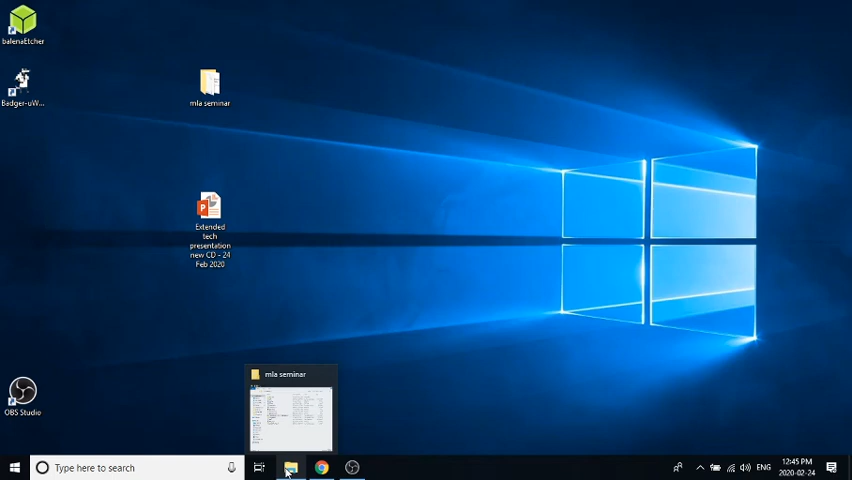 balenaEtcher
Badger-uW...
mla seminar
Extended
tech
presentation
new CD - 24
Feb 2020
OBS Studio
mla seminar
Type here to search
ENG
12:45 PM
2020-02-24